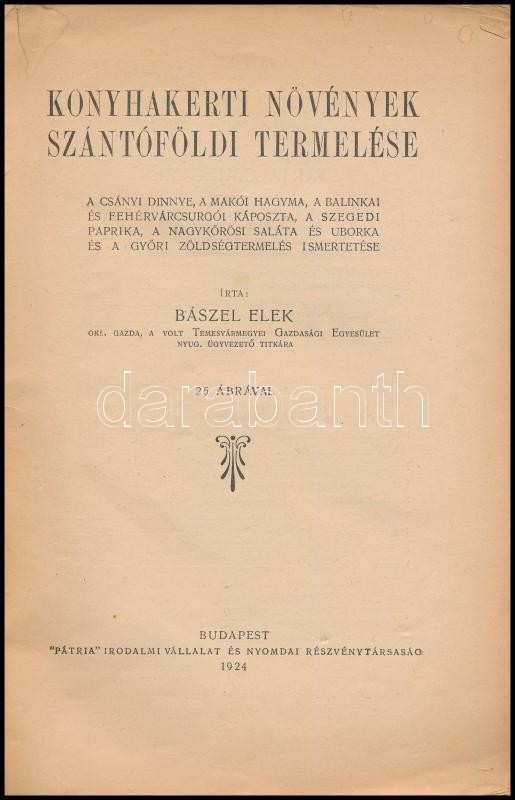 KONYHAKERTI NÖVÉNYEK
SZÁNTÓFÖLDI TERMELÉSE
A CSÁNYI DINNYE, A MAKÓI HAGYMA, A BALINKAI
ÉS FEHÉRVÁRCSURGÓI KÁPOSZTA, A SZEGEDI
PAPRIKA, A NAGYKŐRÖSI SALÁTA ÉS UBORKA
ÉS A GYŐRI ZÖLDSÉGTERMELÉS ISMERTETÉSE
ÍRTA:
BÁSZEL ELEK
OKL. GAZDA, A VOLT TEMESVÁRMEGYEI GAZDASÁGI EGYESÜLET
NYUG. ÜGYVEZETŐ TITKÁRA
25 ÁBRÁVAL
darabanth
BUDAPEST
"PÁTRIA" IRODALMI VÁLLALAT ÉS NYOMDAI RÉSZVÉNYTÁRSASÁG
1924